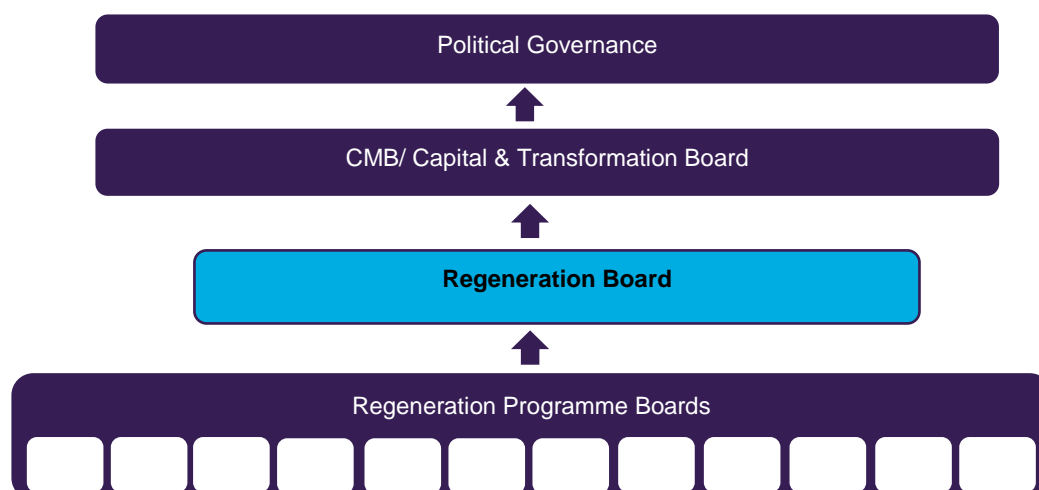 Political Governance
CMB/ Capital & Transformation Board
Regeneration Board
Regeneration Programme Boards